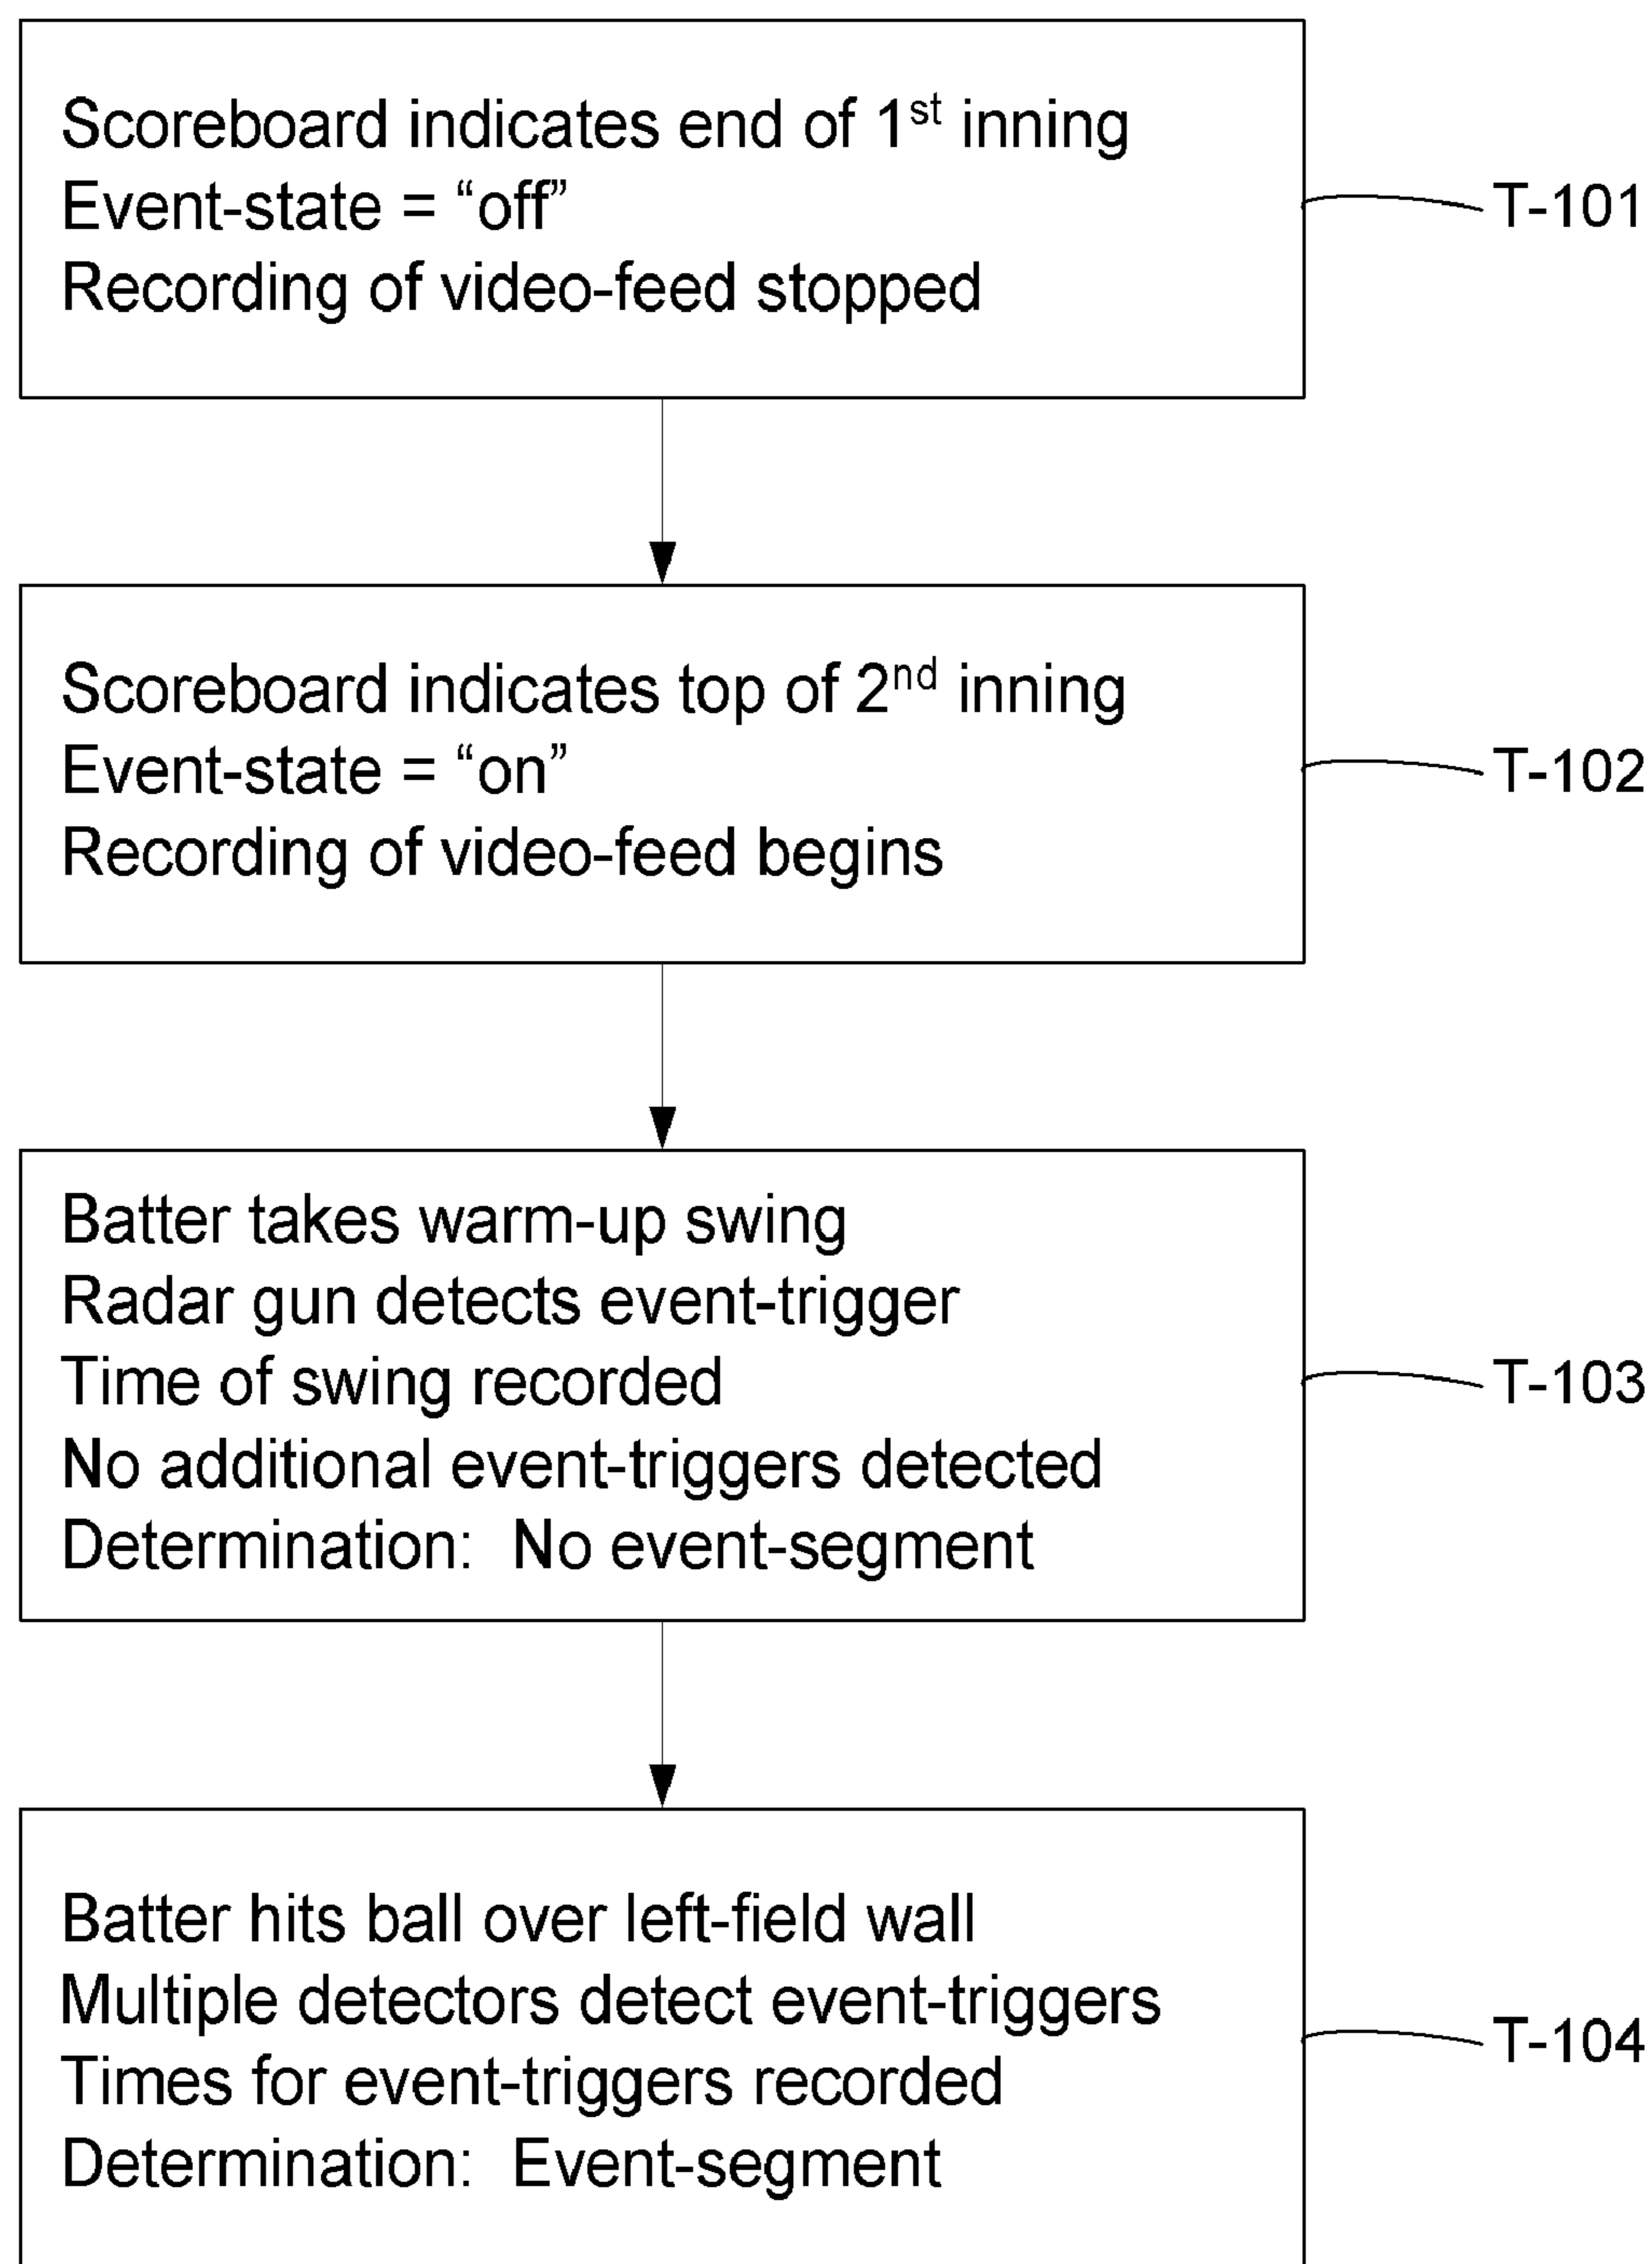 Scoreboard indicates end of 1st inning
Event-state = “off”
Recording of video-feed stopped
T-101
Scoreboard indicates top of 2nd inning
Event-state = “on”
Recording of video-feed begins
T-102
Batter takes warm-up swing
Radar gun detects event-trigger
Time of swing recorded
No additional event-triggers detected
Determination:  No event-segment
T-103
Batter hits ball over left-field wall
Multiple detectors detect event-triggers
Times for event-triggers recorded
Determination:  Event-segment
T-104